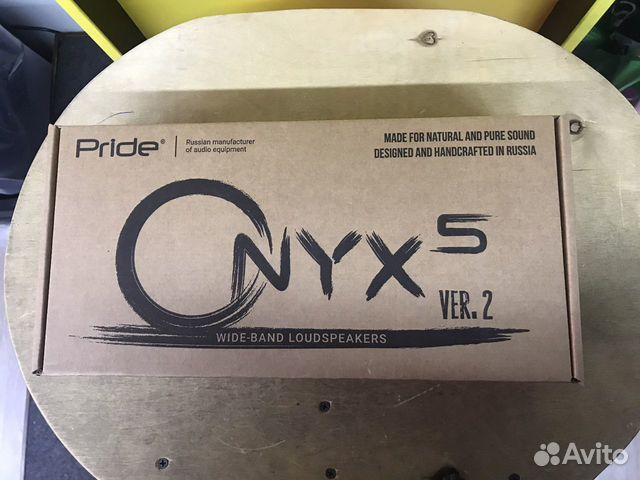 Pride®
Russian manufacturer
of audio equipment
MADE FOR NATURAL AND PURE SOUND
DESIGNED AND HANDCRAFTED IN RUSSIA
ONYX 5
VER. 2
WIDE-BAND LOUDSPEAKERS
Avito